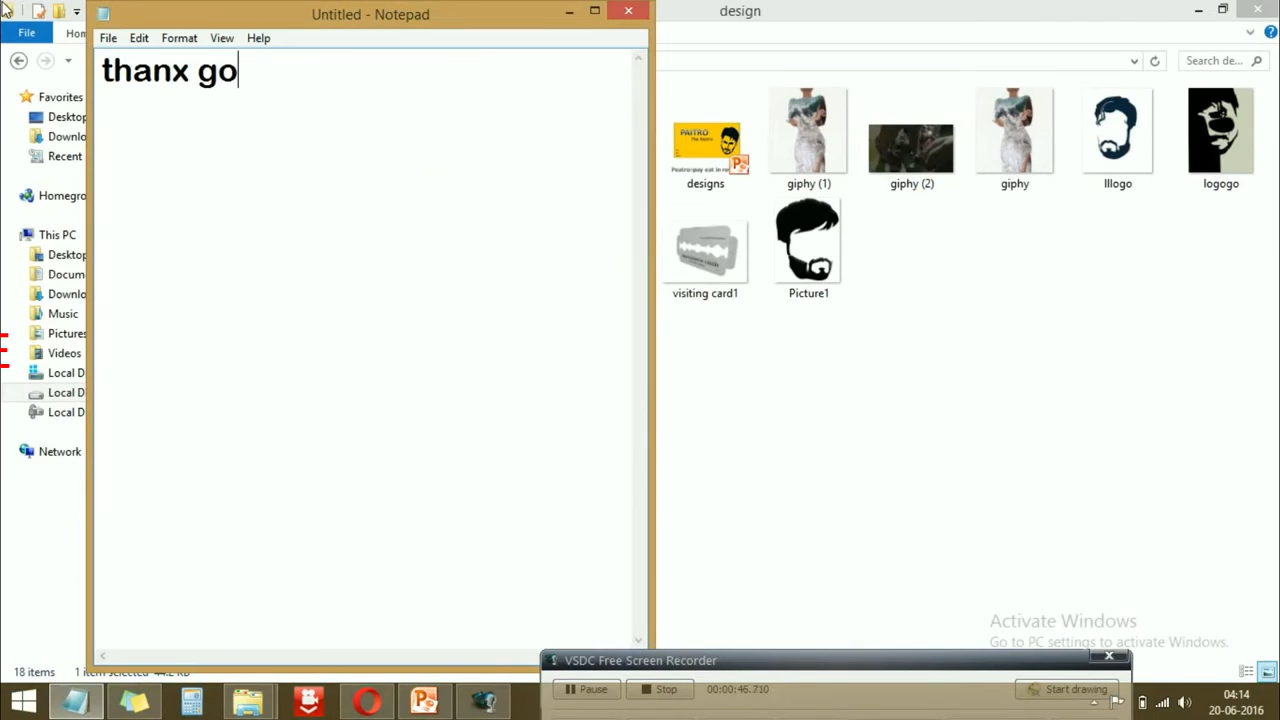 Untitled - Notepad
design
File
Hom
File Edit Format View Help
Search de...
thanx go
Favorites
Desktop
Downlo
Recent
Homegro
This PC
Desktop
Docum
Downlo
Music
Pictures
Videos
Local D
Local D
Local D
Network
PAITRO
designs
giphy (1)
giphy (2)
giphy
lllogo
logogo
visiting card1
Picture1
Activate Windows
Go to PC settings to activate Windows.
18 items
VSDC Free Screen Recorder
Pause Stop 00:00:46.710 Start drawing
04:14
20-06-2016